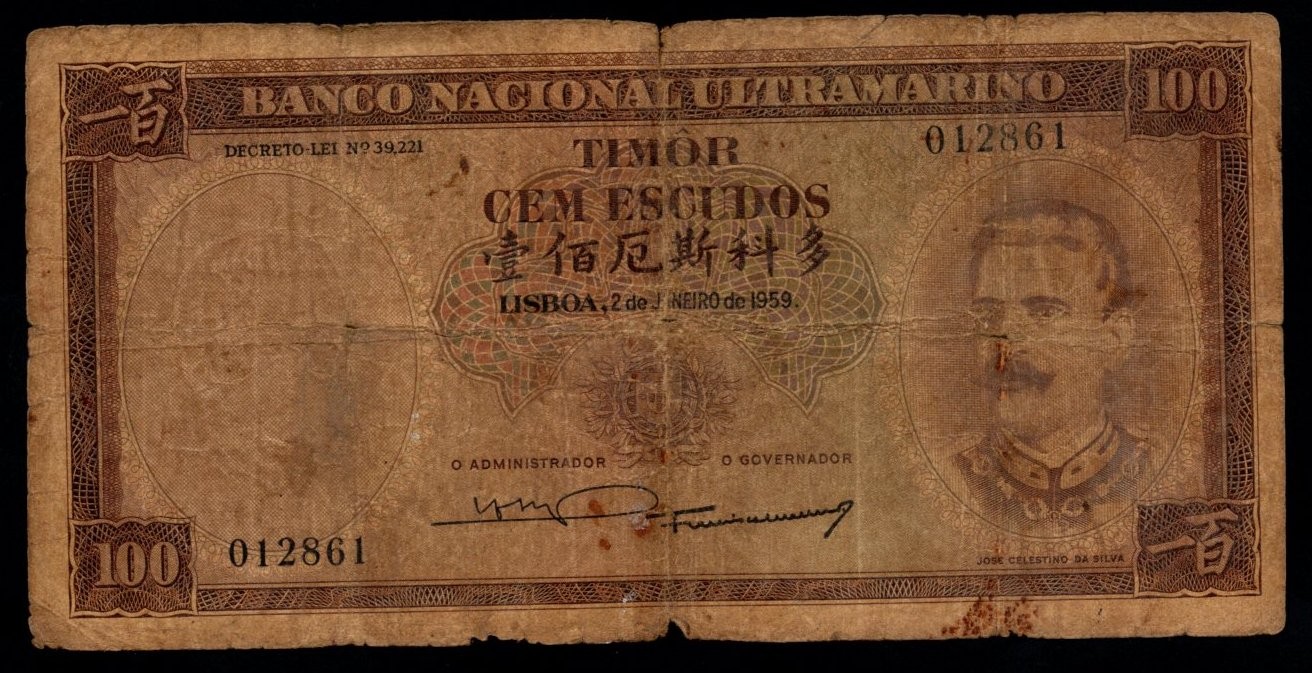 一百
BANCO NACIONAL ULTRAMARINO
100
DECRETO-LEI Nº 39,221
TIMÔR
012861
CEM ESCUDOS
壹佰厄斯科多
LISBOA, 2 de JANEIRO de 1959.
O ADMINISTRADOR
O GOVERNADOR
012861
JOSÉ CELESTINO DA SILVA
100
一百